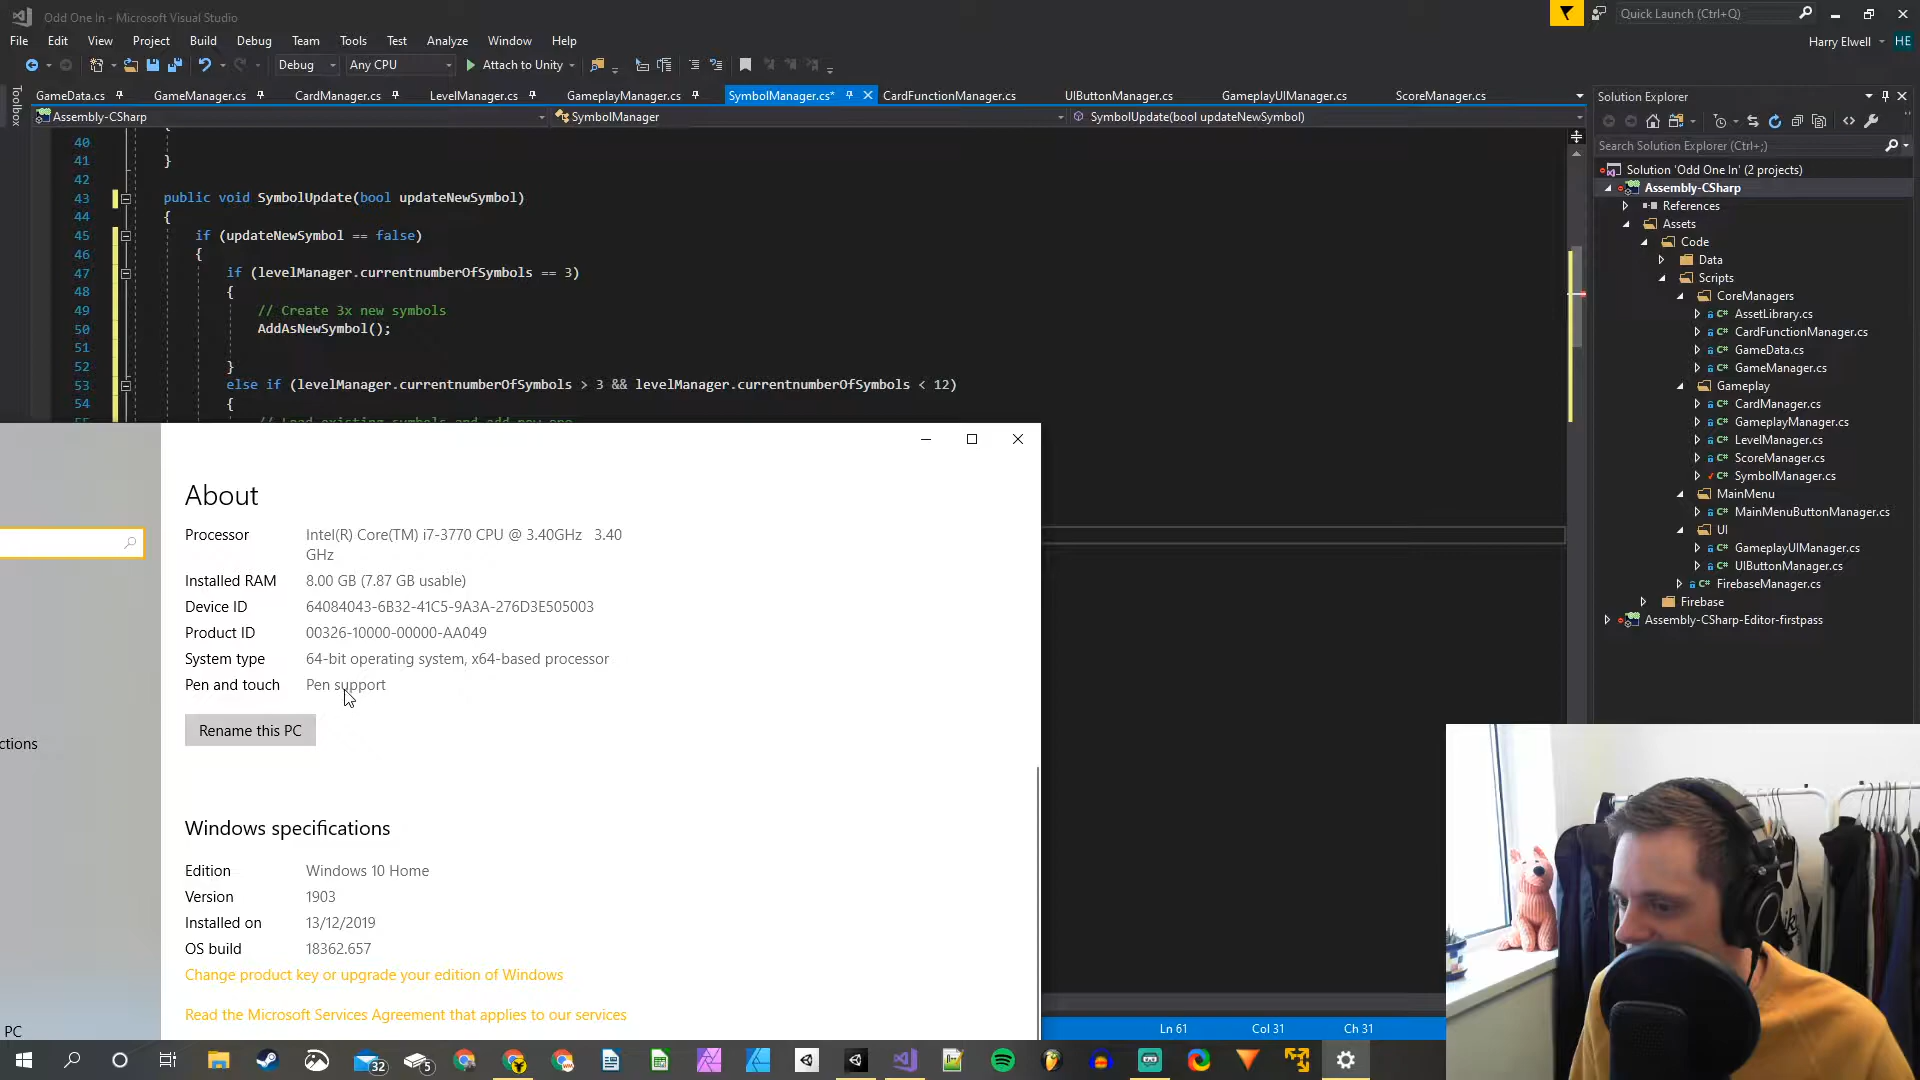 Odd One In - Microsoft Visual Studio
Quick Launch (Ctrl+Q)
File Edit View Project Build Debug Team Tools Test Analyze Window Help
Harry Elwell HE
Debug Any CPU Attach to Unity
GameData.cs GameManager.cs CardManager.cs LevelManager.cs GameplayManager.cs SymbolManager.cs* CardFunctionManager.cs UIButtonManager.cs GameplayUIManager.cs ScoreManager.cs
Toolbox
Assembly-CSharp SymbolManager SymbolUpdate(bool updateNewSymbol)
40
41 }
42
43 public void SymbolUpdate(bool updateNewSymbol)
44 {
45 if (updateNewSymbol == false)
46 {
47 if (levelManager.currentnumberOfSymbols == 3)
48 {
49 // Create 3x new symbols
50 AddAsNewSymbol();
51
52 }
53 else if (levelManager.currentnumberOfSymbols > 3 && levelManager.currentnumberOfSymbols < 12)
54 {
Solution Explorer
Search Solution Explorer (Ctrl+;)
Solution 'Odd One In' (2 projects)
Assembly-CSharp
References
Assets
Code
Data
Scripts
CoreManagers
C# AssetLibrary.cs
C# CardFunctionManager.cs
C# GameData.cs
C# GameManager.cs
Gameplay
C# CardManager.cs
C# GameplayManager.cs
C# LevelManager.cs
C# ScoreManager.cs
C# SymbolManager.cs
MainMenu
C# MainMenuButtonManager.cs
UI
C# GameplayUIManager.cs
C# UIButtonManager.cs
C# FirebaseManager.cs
Firebase
Assembly-CSharp-Editor-firstpass
About
Processor Intel(R) Core(TM) i7-3770 CPU @ 3.40GHz 3.40
GHz
Installed RAM 8.00 GB (7.87 GB usable)
Device ID 64084043-6B32-41C5-9A3A-276D3E505003
Product ID 00326-10000-00000-AA049
System type 64-bit operating system, x64-based processor
Pen and touch Pen support
Rename this PC
ctions
Windows specifications
Edition Windows 10 Home
Version 1903
Installed on 13/12/2019
OS build 18362.657
Change product key or upgrade your edition of Windows
Read the Microsoft Services Agreement that applies to our services
PC
Ln 61 Col 31 Ch 31
32 5